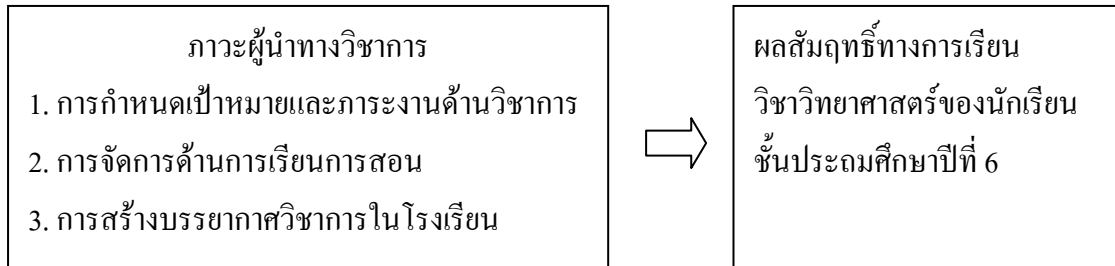 ภาวะผู้นำทางวิชาการ
1. การกำหนดเป้าหมายและภาระงานด้านวิชาการ
2. การจัดการด้านการเรียนการสอน
3. การสร้างบรรยากาศวิชาการในโรงเรียน
ผลสัมฤทธิ์ทางการเรียน
วิชาวิทยาศาสตร์ของนักเรียน
ชั้นประถมศึกษาปีที่ 6